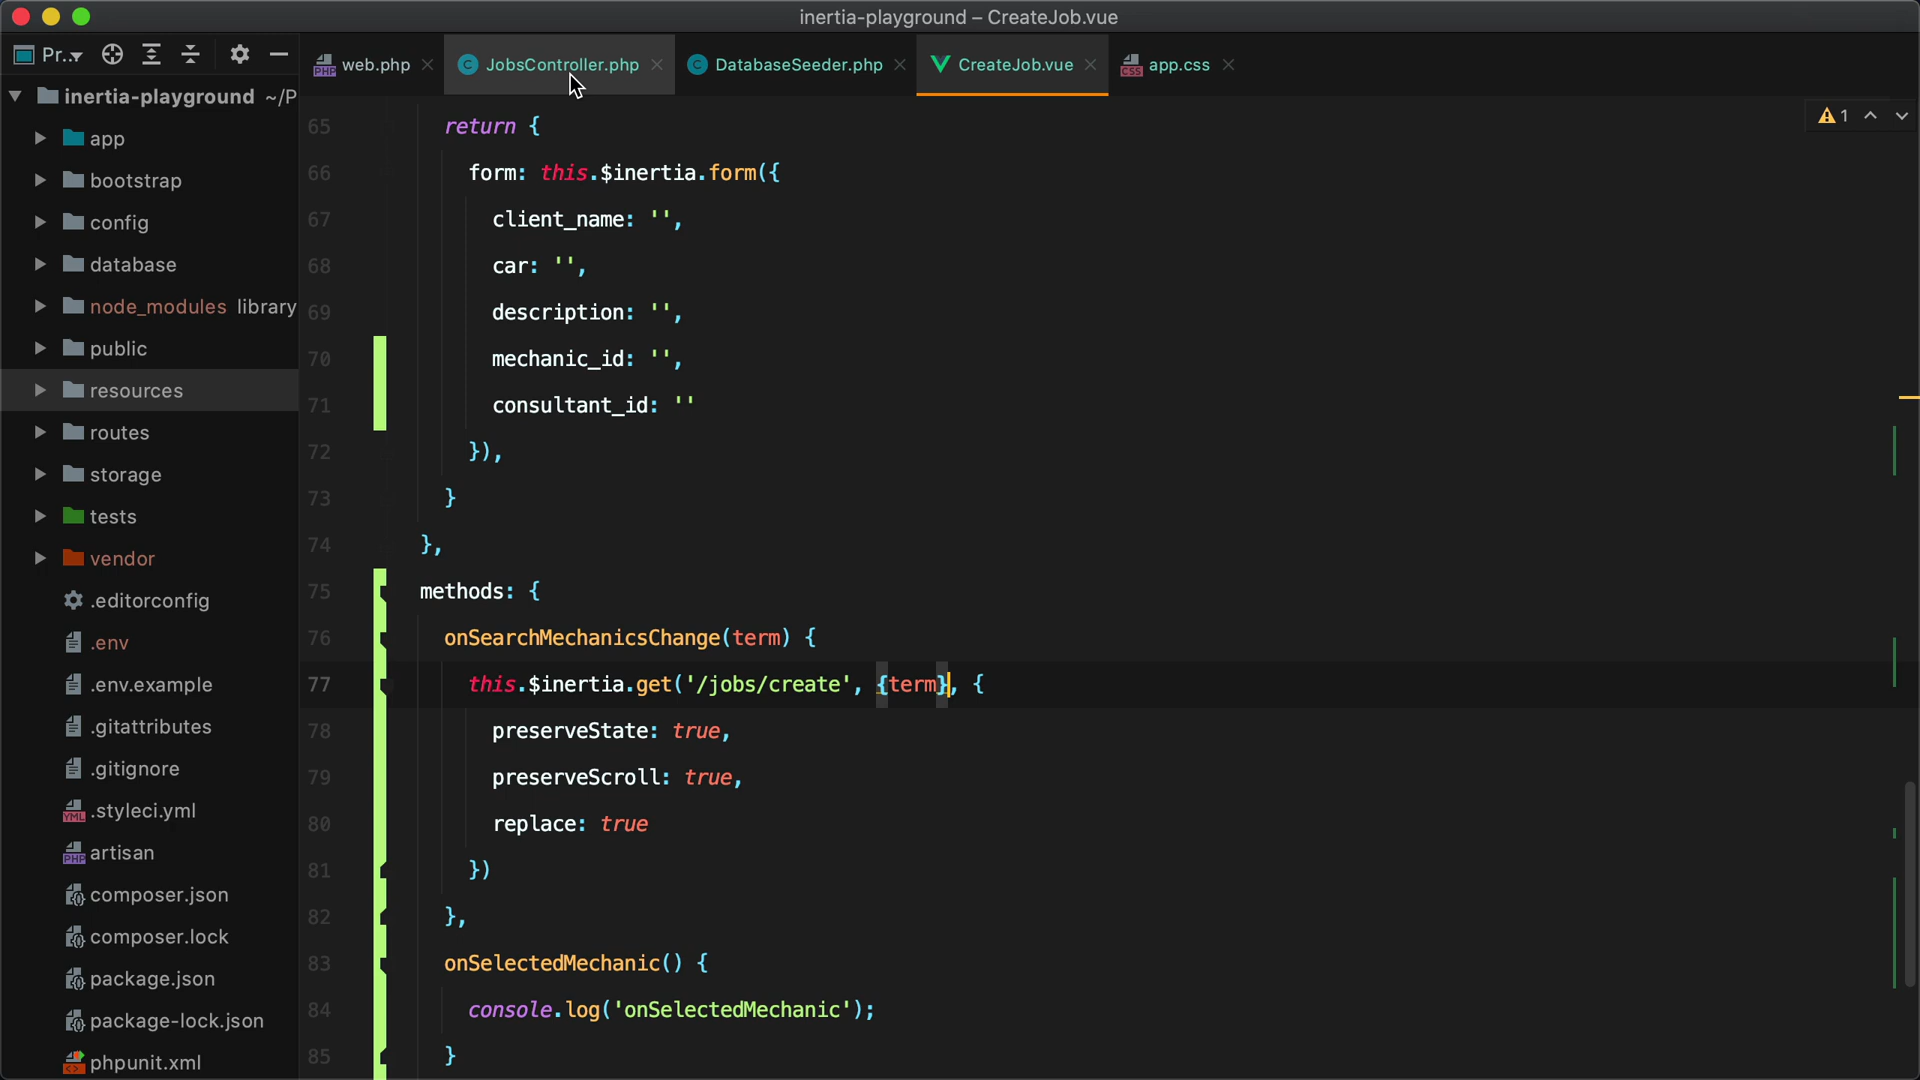 inertia-playground – CreateJob.vue
Pr...
web.php
JobsController.php
DatabaseSeeder.php
CreateJob.vue
app.css
inertia-playground ~/P
app
bootstrap
config
database
node_modules library
public
resources
routes
storage
tests
vendor
.editorconfig
.env
.env.example
.gitattributes
.gitignore
.styleci.yml
artisan
composer.json
composer.lock
package.json
package-lock.json
phpunit.xml
1
65 return {
66 form: this.$inertia.form({
67 client_name: '',
68 car: '',
69 description: '',
70 mechanic_id: '',
71 consultant_id: ''
72 }),
73 }
74 },
75 methods: {
76 onSearchMechanicsChange(term) {
77 this.$inertia.get('/jobs/create', {term}, {
78 preserveState: true,
79 preserveScroll: true,
80 replace: true
81 })
82 },
83 onSelectedMechanic() {
84 console.log('onSelectedMechanic');
85 }